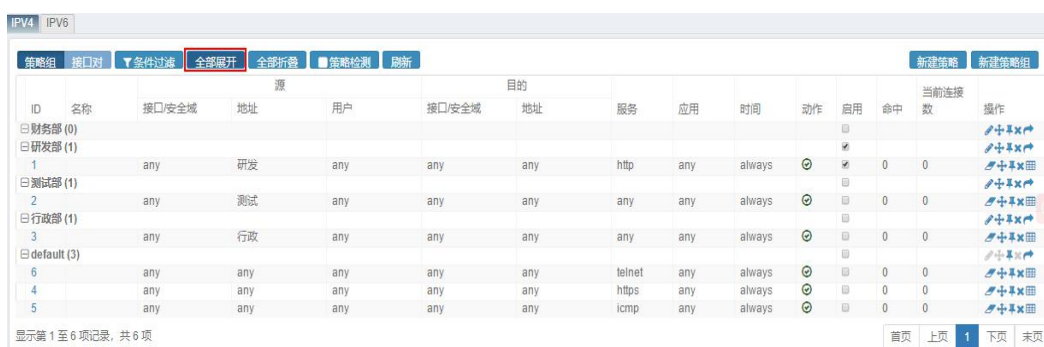 IPV4 IPV6
策略组 接口对 条件过滤 全部展开 全部折叠 策略检测 刷新 新建策略 新建策略组
源 目的
ID 名称 接口/安全域 地址 用户 接口/安全域 地址 服务 应用 时间 动作 启用 命中 当前连接数 操作
财务部 (0)
研发部 (1)
1 any 研发 any any any http any always 0 0
测试部 (1)
2 any 测试 any any any any any always 0 0
行政部 (1)
3 any 行政 any any any any any always 0 0
default (3)
6 any any any any any telnet any always 0 0
4 any any any any any https any always 0 0
5 any any any any any icmp any always 0 0
显示第 1 至 6 项记录，共 6 项 首页 上页 1 下页 末页